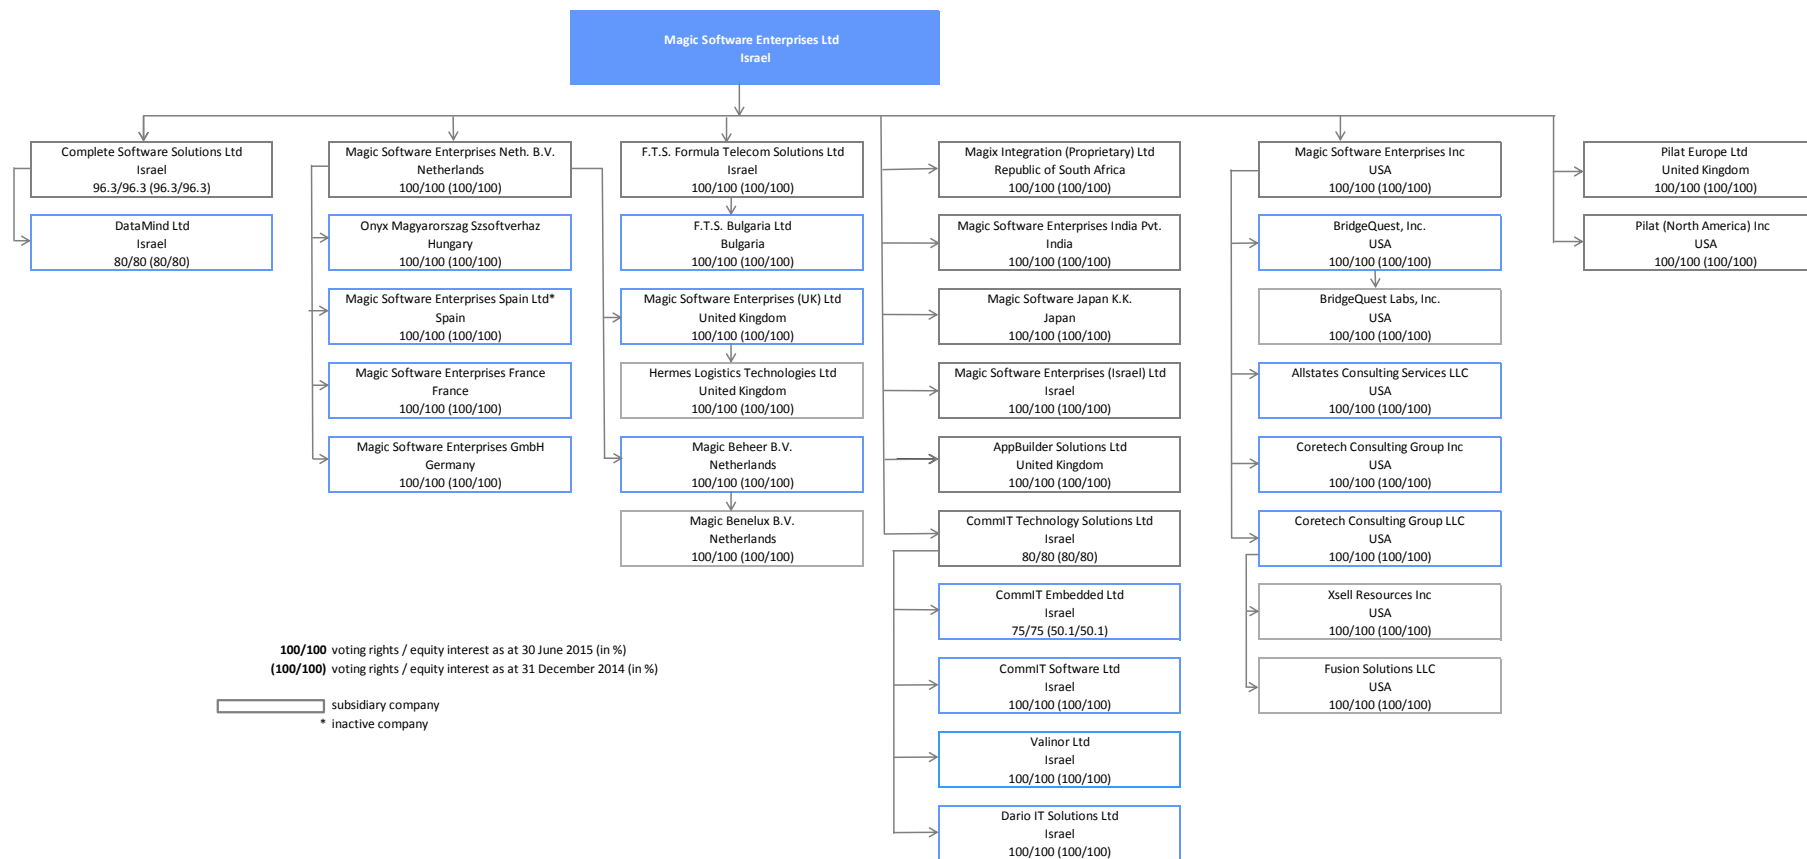 Magic Software Enterprises Ltd
Israel
Complete Software Solutions Ltd
Israel
96.3/96.3 (96.3/96.3)
DataMind Ltd
Israel
80/80 (80/80)
Magic Software Enterprises Neth. B.V.
Netherlands
100/100 (100/100)
Onyx Magyarorszag Szsoftverhaz
Hungary
100/100 (100/100)
Magic Software Enterprises Spain Ltd*
Spain
100/100 (100/100)
Magic Software Enterprises France
France
100/100 (100/100)
Magic Software Enterprises GmbH
Germany
100/100 (100/100)
F.T.S. Formula Telecom Solutions Ltd
Israel
100/100 (100/100)
F.T.S. Bulgaria Ltd
Bulgaria
100/100 (100/100)
Magic Software Enterprises (UK) Ltd
United Kingdom
100/100 (100/100)
Hermes Logistics Technologies Ltd
United Kingdom
100/100 (100/100)
Magic Beheer B.V.
Netherlands
100/100 (100/100)
Magic Benelux B.V.
Netherlands
100/100 (100/100)
Magix Integration (Proprietary) Ltd
Republic of South Africa
100/100 (100/100)
Magic Software Enterprises India Pvt.
India
100/100 (100/100)
Magic Software Japan K.K.
Japan
100/100 (100/100)
Magic Software Enterprises (Israel) Ltd
Israel
100/100 (100/100)
AppBuilder Solutions Ltd
United Kingdom
100/100 (100/100)
CommIT Technology Solutions Ltd
Israel
80/80 (80/80)
CommIT Embedded Ltd
Israel
75/75 (50.1/50.1)
CommIT Software Ltd
Israel
100/100 (100/100)
Valinor Ltd
Israel
100/100 (100/100)
Dario IT Solutions Ltd
Israel
100/100 (100/100)
Magic Software Enterprises Inc
USA
100/100 (100/100)
BridgeQuest, Inc.
USA
100/100 (100/100)
BridgeQuest Labs, Inc.
USA
100/100 (100/100)
Allstates Consulting Services LLC
USA
100/100 (100/100)
Coretech Consulting Group Inc
USA
100/100 (100/100)
Coretech Consulting Group LLC
USA
100/100 (100/100)
Xsell Resources Inc
USA
100/100 (100/100)
Fusion Solutions LLC
USA
100/100 (100/100)
Pilat Europe Ltd
United Kingdom
100/100 (100/100)
Pilat (North America) Inc
USA
100/100 (100/100)
100/100 voting rights / equity interest as at 30 June 2015 (in %)
(100/100) voting rights / equity interest as at 31 December 2014 (in %)
subsidiary company
* inactive company